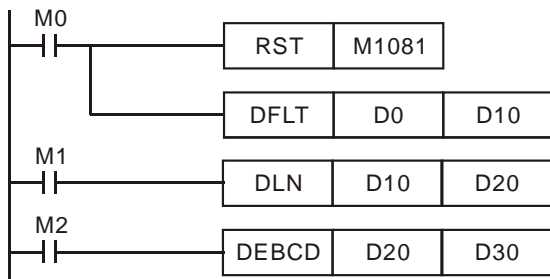 M0
RST M1081
DFLT D0 D10
M1
DLN D10 D20
M2
DEBCD D20 D30